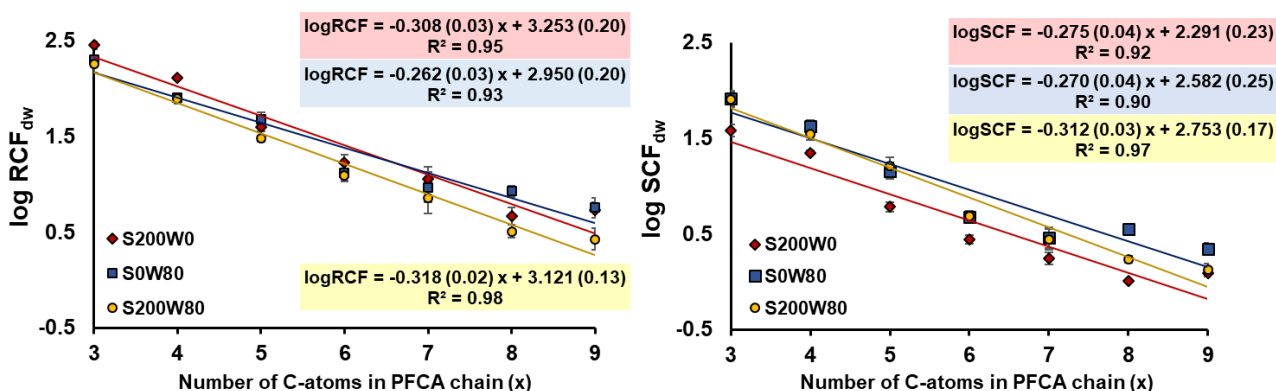 logRCF = -0.308 (0.03) x + 3.253 (0.20)
R² = 0.95
logRCF = -0.262 (0.03) x + 2.950 (0.20)
R² = 0.93
2.5
1.5
0.5
-0.5
log RCFdw
S200W0
S0W80
S200W80
logRCF = -0.318 (0.02) x + 3.121 (0.13)
R² = 0.98
3 4 5 6 7 8 9
Number of C-atoms in PFCA chain (x)
logSCF = -0.275 (0.04) x + 2.291 (0.23)
R² = 0.92
logSCF = -0.270 (0.04) x + 2.582 (0.25)
R² = 0.90
logSCF = -0.312 (0.03) x + 2.753 (0.17)
R² = 0.97
2.5
1.5
0.5
-0.5
log SCFdw
S200W0
S0W80
S200W80
3 4 5 6 7 8 9
Number of C-atoms in PFCA chain (x)